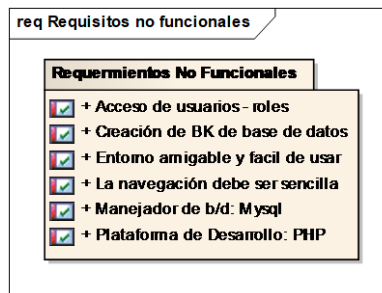 req Requisitos no funcionales
Requermientos No Funcionales
+ Acceso de usuarios - roles
+ Creación de BK de base de datos
+ Entorno amigable y facil de usar
+ La navegación debe ser sencilla
+ Manejador de b/d: Mysql
+ Plataforma de Desarrollo: PHP